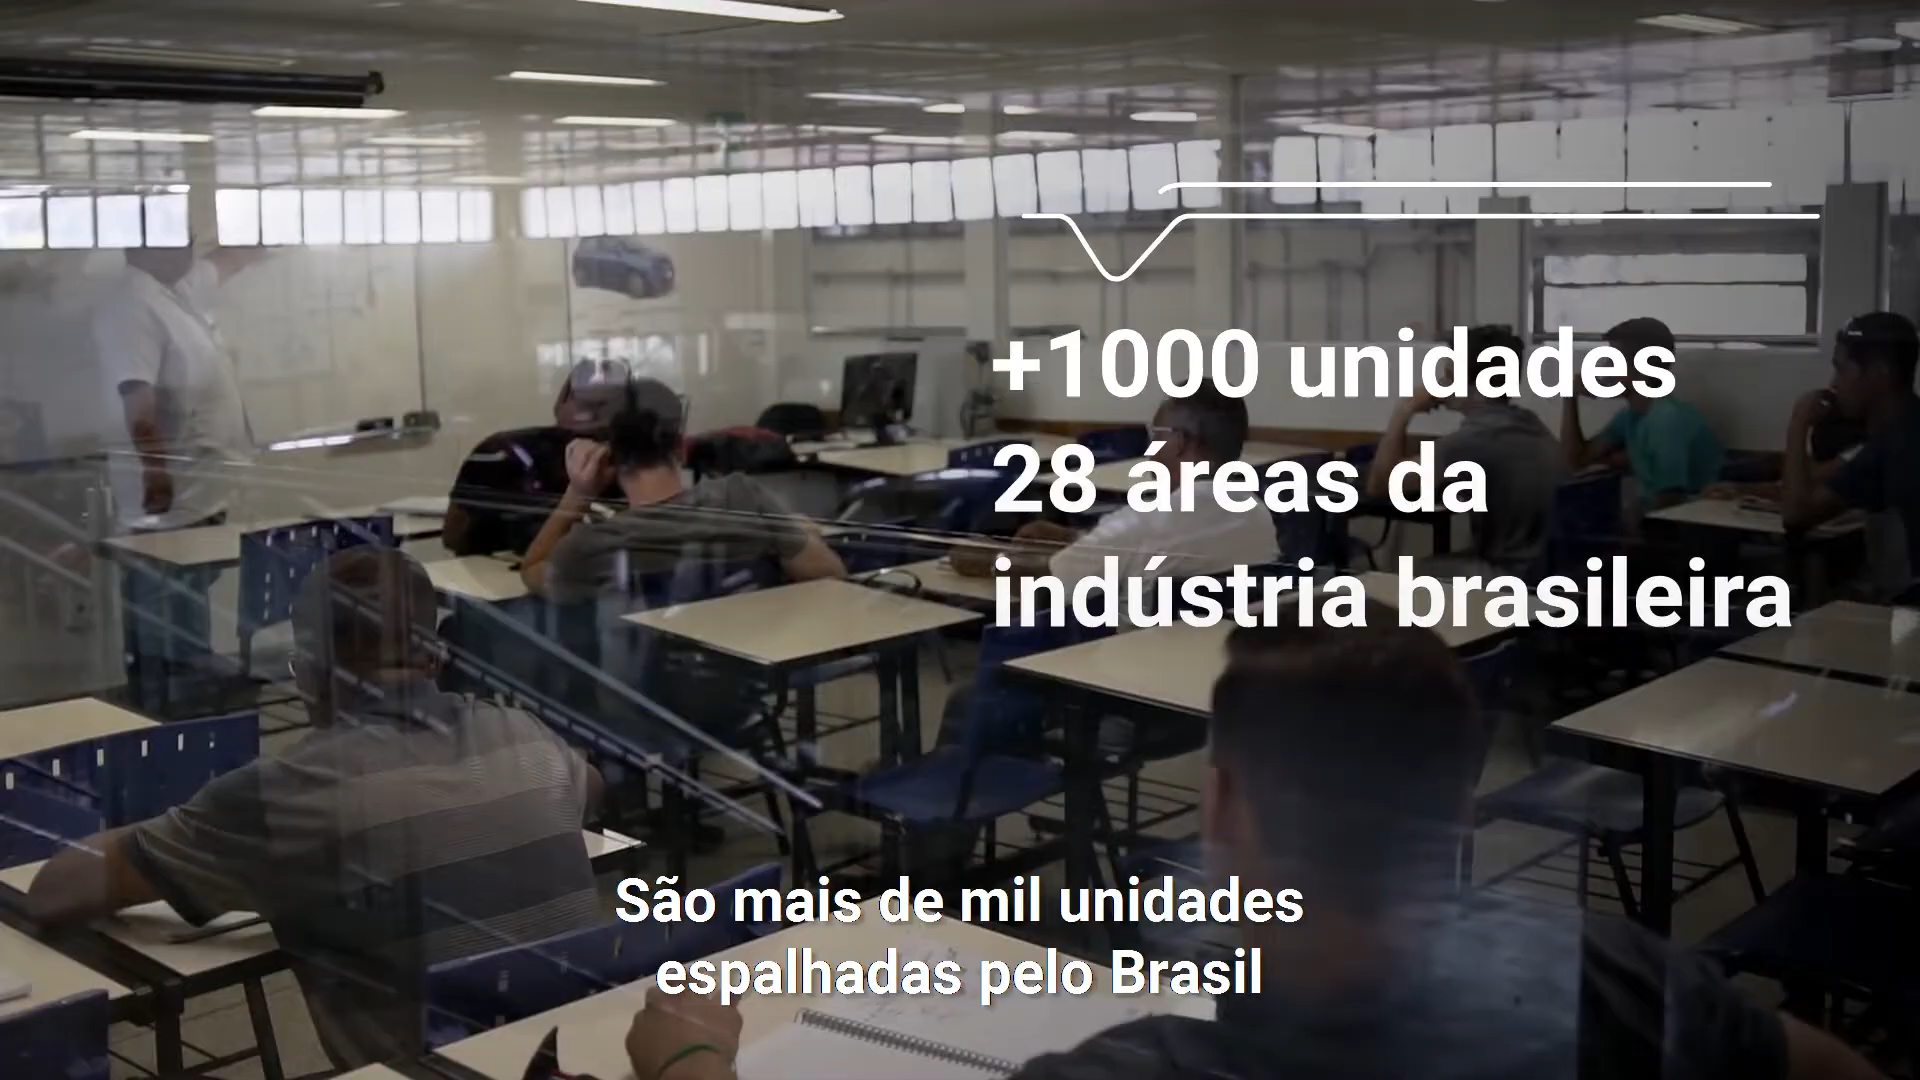 +1000 unidades
28 áreas da
indústria brasileira
São mais de mil unidades
espalhadas pelo Brasil